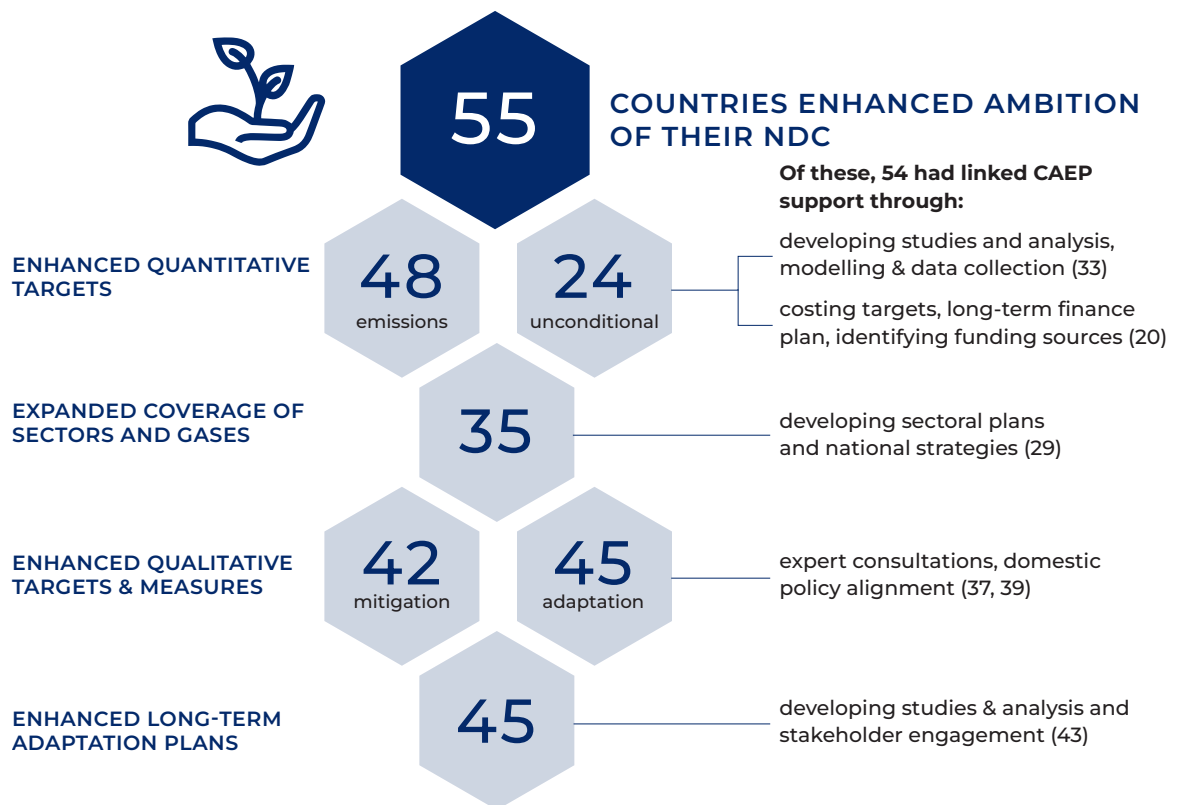 55
COUNTRIES ENHANCED AMBITION
OF THEIR NDC
Of these, 54 had linked CAEP
support through:
ENHANCED QUANTITATIVE
TARGETS
48
emissions
24
unconditional
developing studies and analysis,
modelling & data collection (33)
costing targets, long-term finance
plan, identifying funding sources (20)
EXPANDED COVERAGE OF
SECTORS AND GASES
35
developing sectoral plans
and national strategies (29)
ENHANCED QUALITATIVE
TARGETS & MEASURES
42
mitigation
45
adaptation
expert consultations, domestic
policy alignment (37, 39)
ENHANCED LONG-TERM
ADAPTATION PLANS
45
developing studies & analysis and
stakeholder engagement (43)